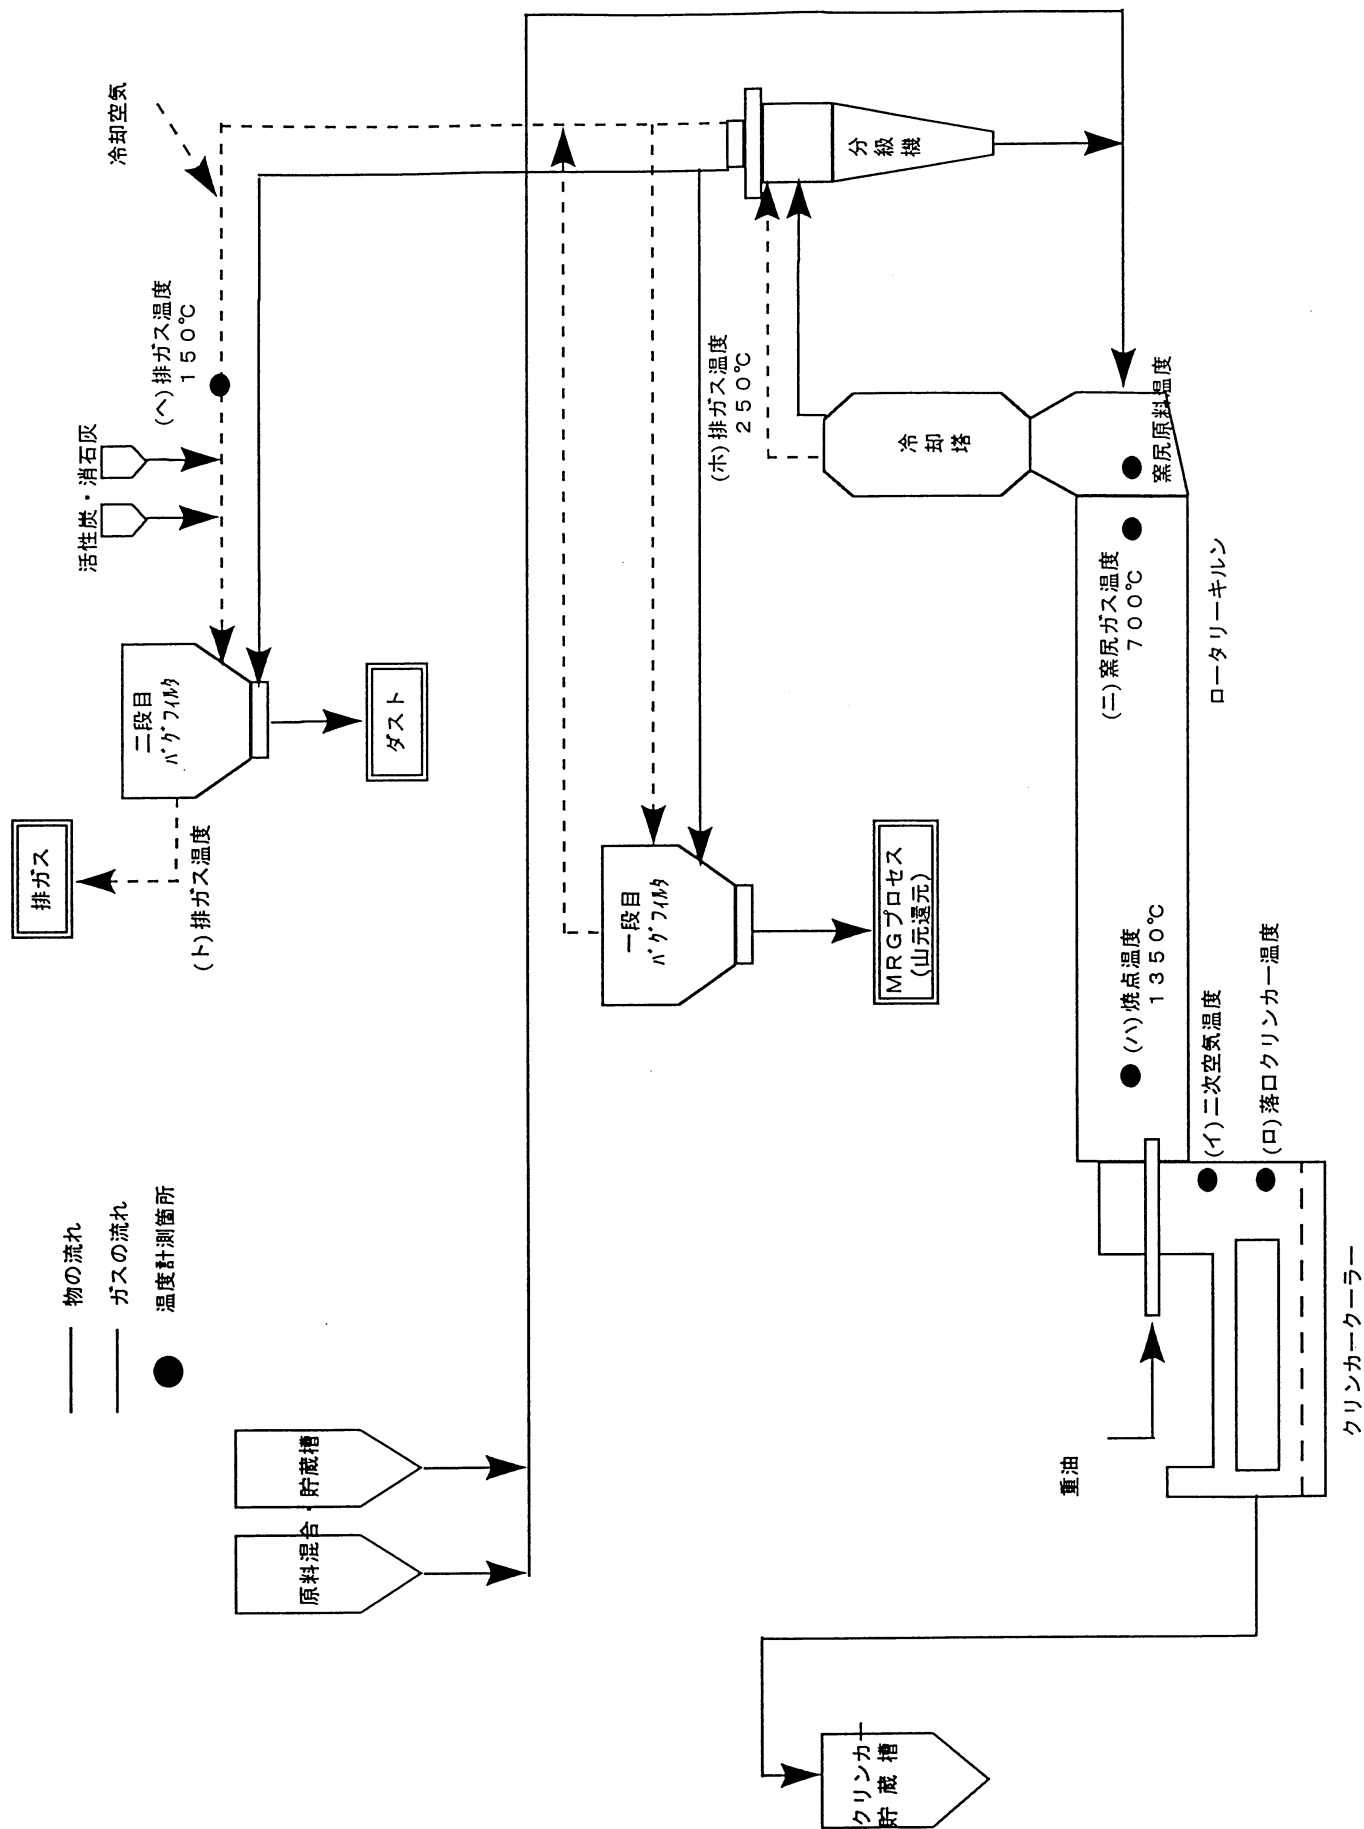 物の流れ
ガスの流れ
温度計測箇所
冷却空気
活性炭・消石灰
(ヘ)排ガス温度
150℃
排ガス
(ト)排ガス温度
二段目
ﾊﾞｸﾞﾌｨﾙﾀ
ダスト
原料混合・貯蔵槽
一段目
ﾊﾞｸﾞﾌｨﾙﾀ
MRGプロセス
(山元還元)
(ホ)排ガス温度
250℃
分級機
冷却塔
窯尻原料温度
(ニ)窯尻ガス温度
700℃
(ハ)焼点温度
1350℃
ロータリーキルン
(イ)二次空気温度
(ロ)落口クリンカー温度
重油
クリンカークーラー
クリンカー
貯蔵槽